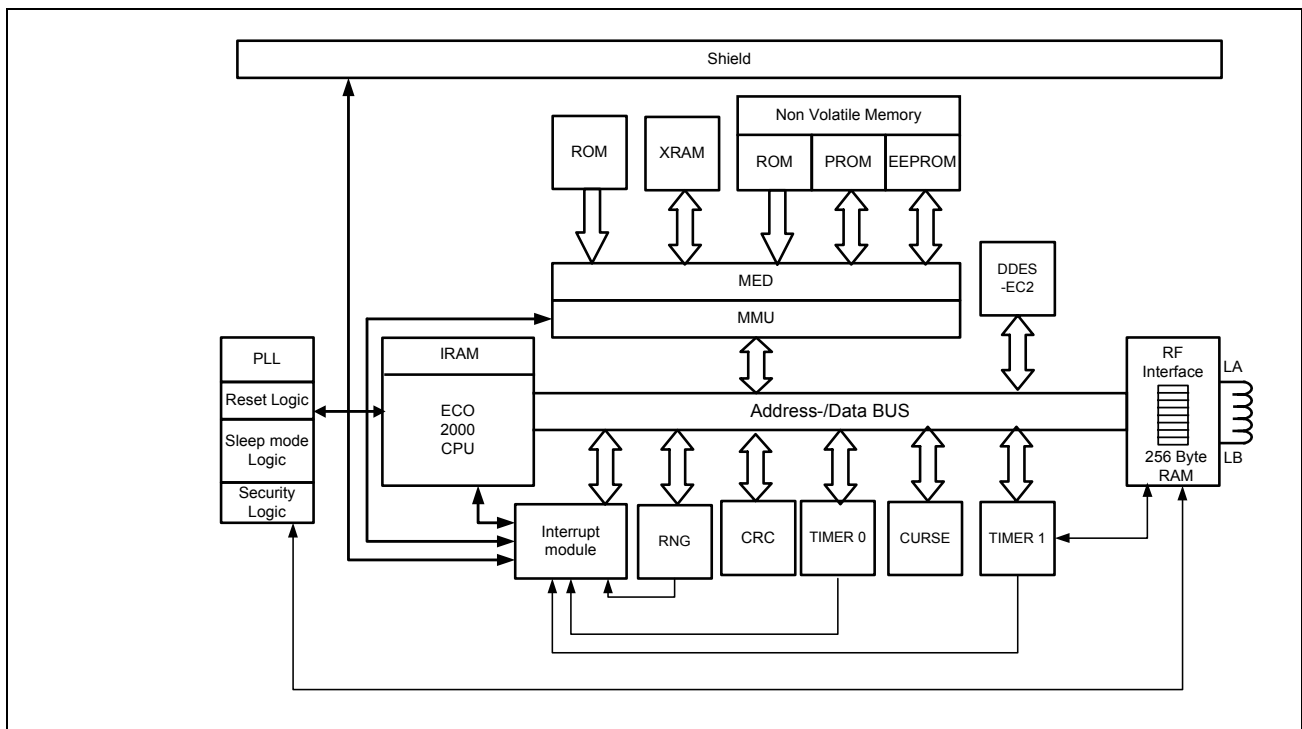 Shield
Non Volatile Memory
ROM
XRAM
ROM
PROM
EEPROM
DDES
-EC2
MED
MMU
PLL
Reset Logic
Sleep mode
Logic
Security
Logic
IRAM
ECO
2000
CPU
Address-/Data BUS
RF
Interface
256 Byte
RAM
LA
LB
Interrupt
module
RNG
CRC
TIMER 0
CURSE
TIMER 1